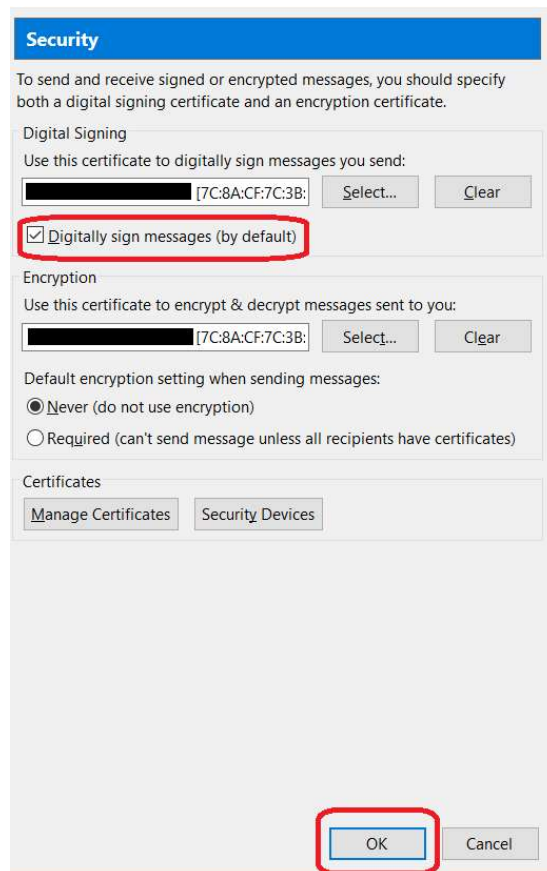 Security
To send and receive signed or encrypted messages, you should specify
both a digital signing certificate and an encryption certificate.
Digital Signing
Use this certificate to digitally sign messages you send:
[7C:8A:CF:7C:3B: Select... Clear
Digitally sign messages (by default)
Encryption
Use this certificate to encrypt & decrypt messages sent to you:
[7C:8A:CF:7C:3B: Select... Clear
Default encryption setting when sending messages:
Never (do not use encryption)
Required (can't send message unless all recipients have certificates)
Certificates
Manage Certificates Security Devices
OK Cancel